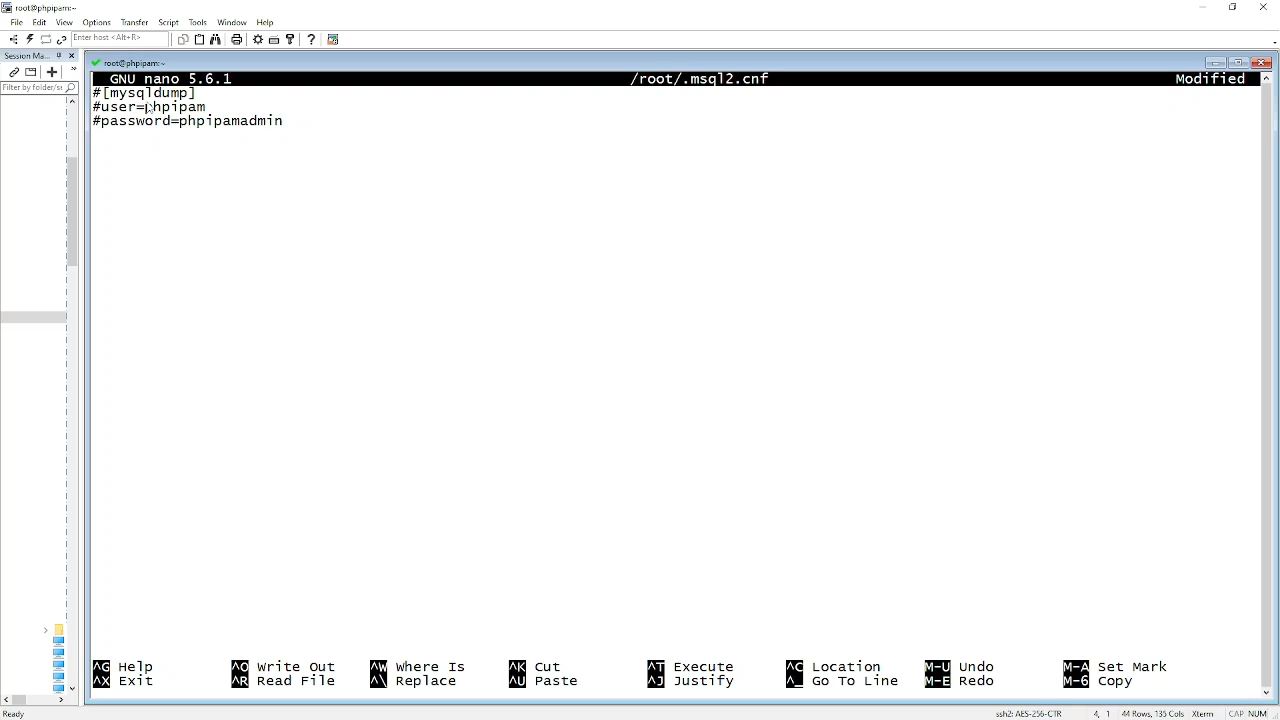 root@phpipam:~
File Edit View Options Transfer Script Tools Window Help
Enter host <Alt+R>
Session Ma...
root@phpipam:~
Filter by folder/s
GNU nano 5.6.1 /root/.msql2.cnf Modified
#[mysqldump]
#user=phpipam
#password=phpipamadmin
^G Help ^O Write Out ^W Where Is ^K Cut ^T Execute ^C Location M-U Undo M-A Set Mark
^X Exit ^R Read File ^\ Replace ^U Paste ^J Justify ^_ Go To Line M-E Redo M-6 Copy
Ready ssh2: AES-256-CTR 4, 1 44 Rows, 135 Cols Xterm CAP NUM